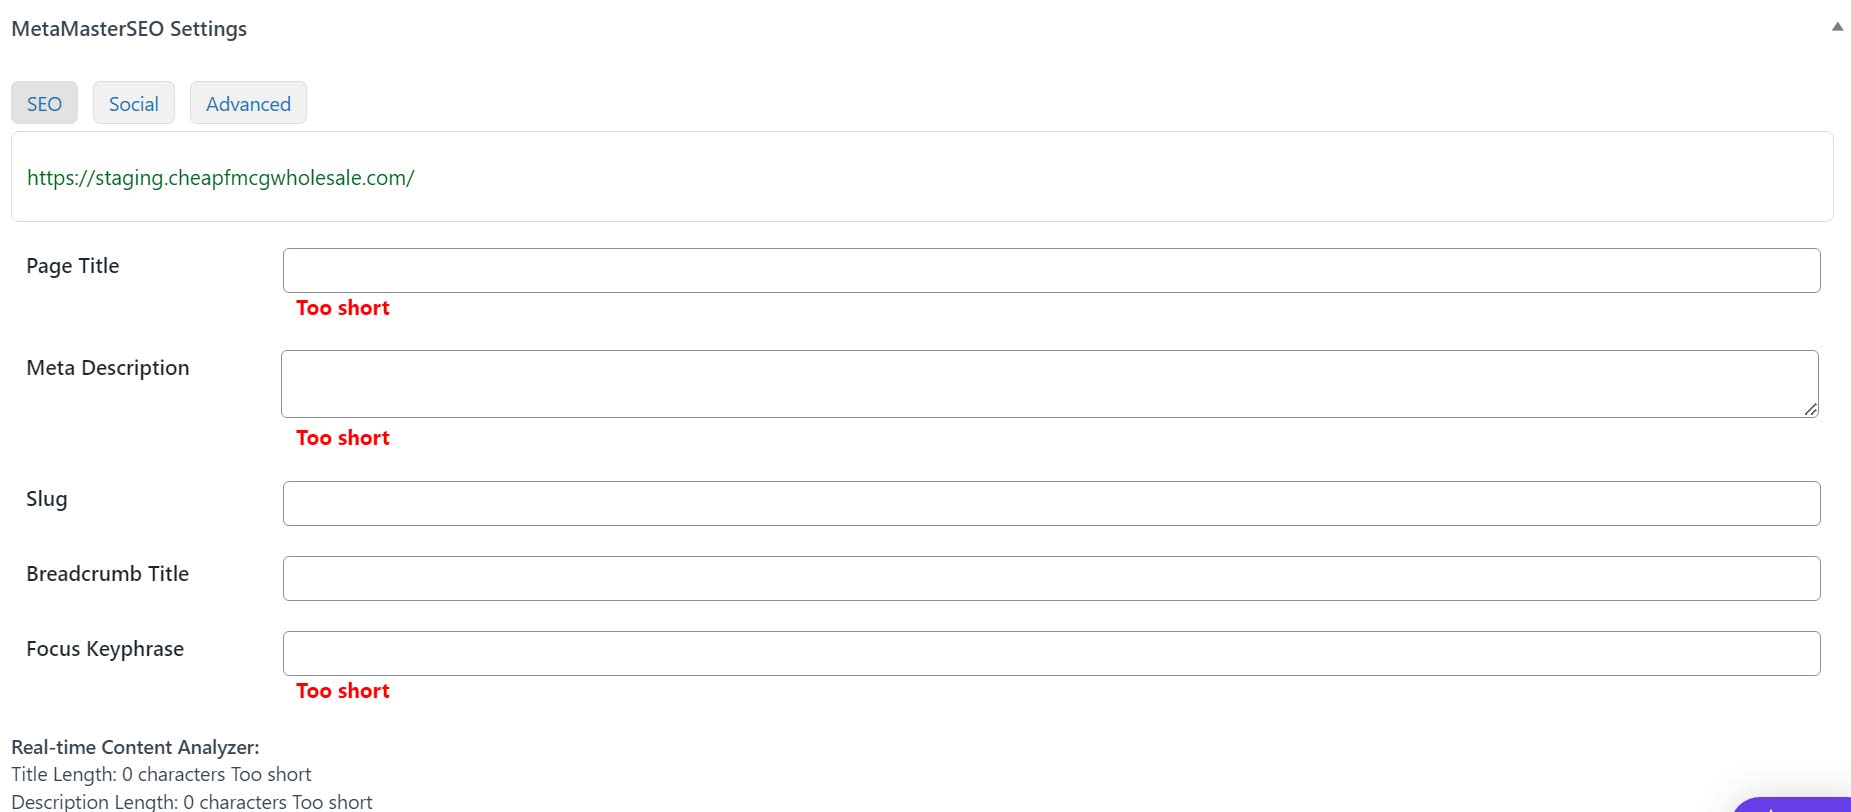 MetaMasterSEO Settings
SEO Social Advanced
https://staging.cheapfmcgwholesale.com/
Page Title
Too short
Meta Description
Too short
Slug
Breadcrumb Title
Focus Keyphrase
Too short
Real-time Content Analyzer:
Title Length: 0 characters Too short
Description Length: 0 characters Too short